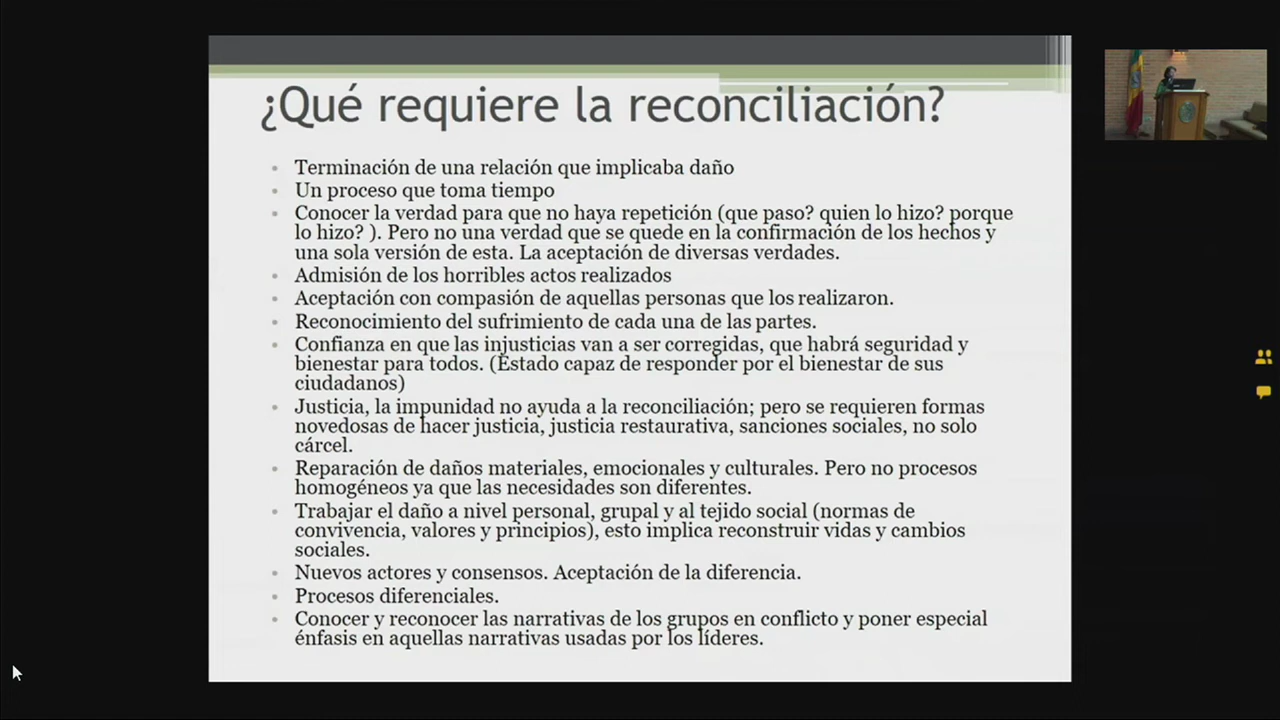 ¿Qué requiere la reconciliación?
Terminación de una relación que implicaba daño
Un proceso que toma tiempo
Conocer la verdad para que no haya repetición (que paso? quien lo hizo? porque
lo hizo? ). Pero no una verdad que se quede en la confirmación de los hechos y
una sola versión de esta. La aceptación de diversas verdades.
Admisión de los horribles actos realizados
Aceptación con compasión de aquellas personas que los realizaron.
Reconocimiento del sufrimiento de cada una de las partes.
Confianza en que las injusticias van a ser corregidas, que habrá seguridad y
bienestar para todos. (Estado capaz de responder por el bienestar de sus
ciudadanos)
Justicia, la impunidad no ayuda a la reconciliación; pero se requieren formas
novedosas de hacer justicia, justicia restaurativa, sanciones sociales, no solo
cárcel.
Reparación de daños materiales, emocionales y culturales. Pero no procesos
homogéneos ya que las necesidades son diferentes.
Trabajar el daño a nivel personal, grupal y al tejido social (normas de
convivencia, valores y principios), esto implica reconstruir vidas y cambios
sociales.
Nuevos actores y consensos. Aceptación de la diferencia.
Procesos diferenciales.
Conocer y reconocer las narrativas de los grupos en conflicto y poner especial
énfasis en aquellas narrativas usadas por los líderes.